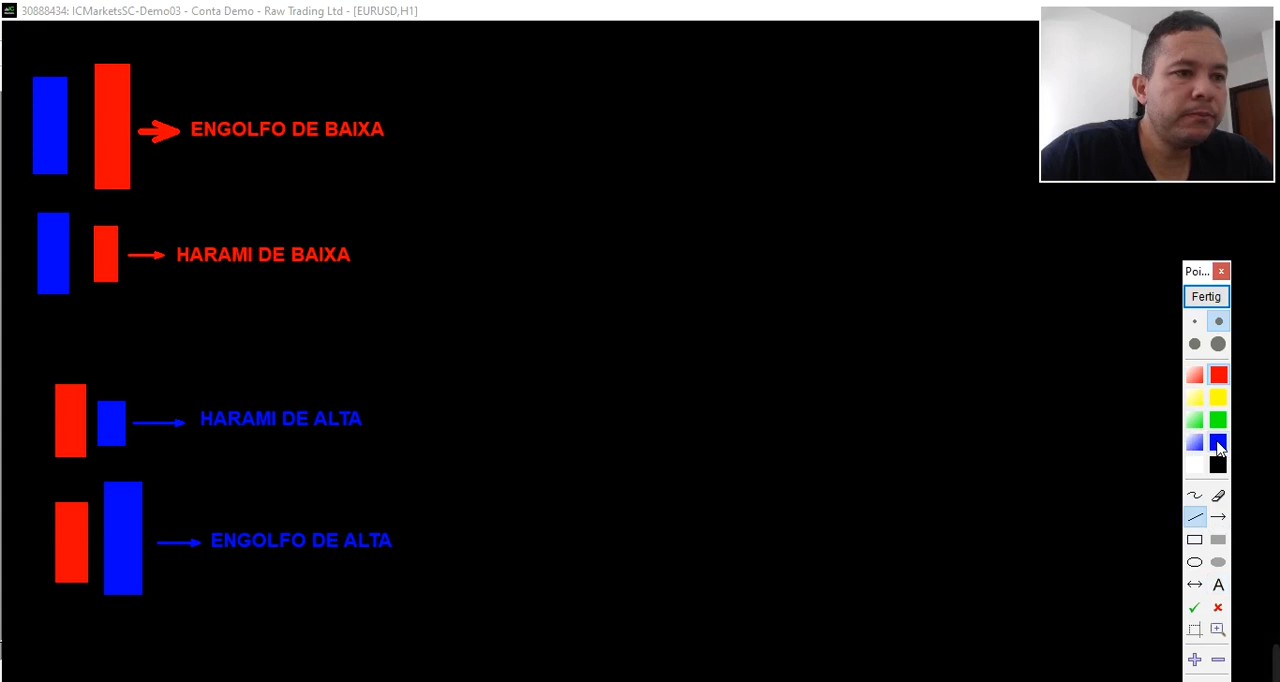 30888434: ICMarketsSC-Demo03 - Conta Demo - Raw Trading Ltd - [EURUSD,H1]
ENGOLFO DE BAIXA
HARAMI DE BAIXA
Poi...
Fertig
HARAMI DE ALTA
ENGOLFO DE ALTA
A